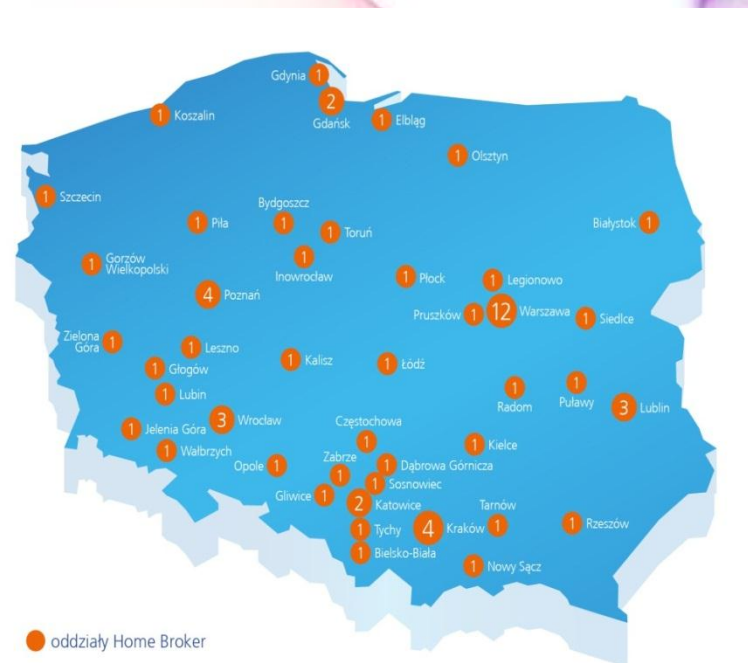 Gdynia 1
2
Gdańsk
1 Koszalin
1 Elbląg
1 Olsztyn
1 Szczecin
Bydgoszcz
1
1 Piła
1 Toruń
Białystok 1
1 Gorzów
Wielkopolski
1
Inowrocław
1 Płock
1 Legionowo
4 Poznań
Pruszków 1
12 Warszawa
1 Siedlce
Zielona
Góra 1
1 Leszno
1 Kalisz
1 Łódź
1 Głogów
1 Lubin
1
Radom
1
Puławy
3 Lublin
3 Wrocław
1 Jelenia Góra
Częstochowa
1
1 Kielce
1 Wałbrzych
Opole 1
Zabrze
1
1 Dąbrowa Górnicza
1 Sosnowiec
Gliwice 1
2 Katowice
Tarnów
1
4 Kraków
1 Rzeszów
1 Tychy
1 Bielsko-Biała
1 Nowy Sącz
oddziały Home Broker